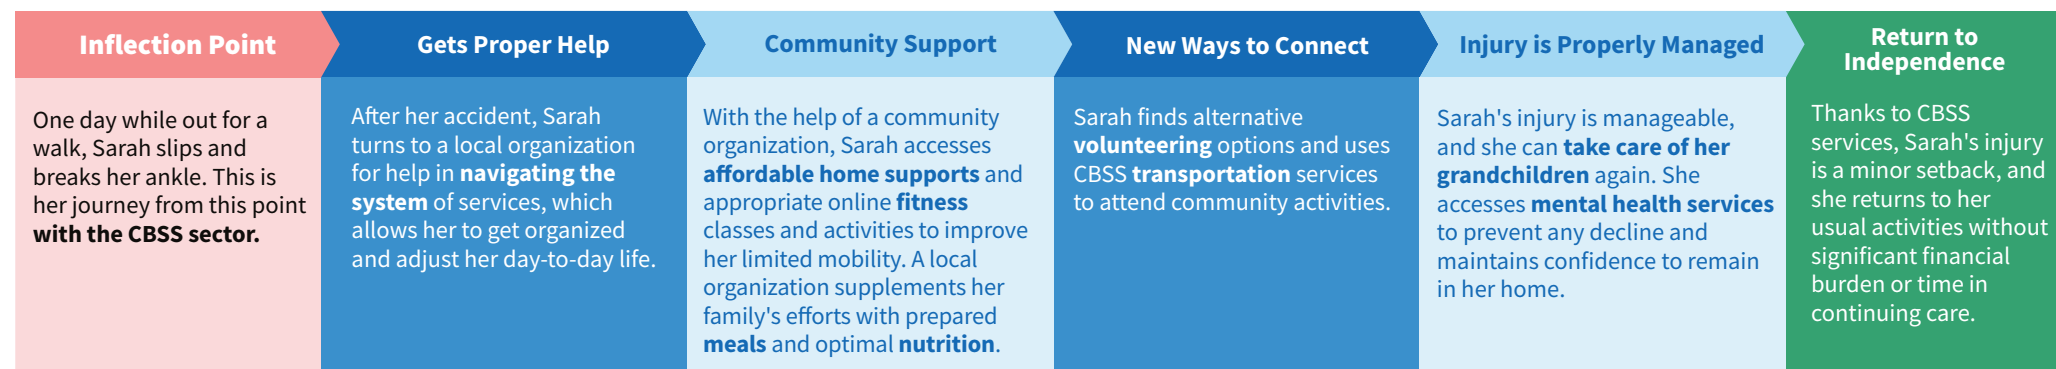 Inflection Point
One day while out for a
walk, Sarah slips and
breaks her ankle. This is
her journey from this point
with the CBSS sector.
Gets Proper Help
After her accident, Sarah
turns to a local organization
for help in navigating the
system of services, which
allows her to get organized
and adjust her day-to-day life.
Community Support
With the help of a community
organization, Sarah accesses
affordable home supports and
appropriate online fitness
classes and activities to improve
her limited mobility. A local
organization supplements her
family's efforts with prepared
meals and optimal nutrition.
New Ways to Connect
Sarah finds alternative
volunteering options and uses
CBSS transportation services
to attend community activities.
Injury is Properly Managed
Sarah's injury is manageable,
and she can take care of her
grandchildren again. She
accesses mental health services
to prevent any decline and
maintains confidence to remain
in her home.
Return to
Independence
Thanks to CBSS
services, Sarah's injury
is a minor setback, and
she returns to her
usual activities without
significant financial
burden or time in
continuing care.